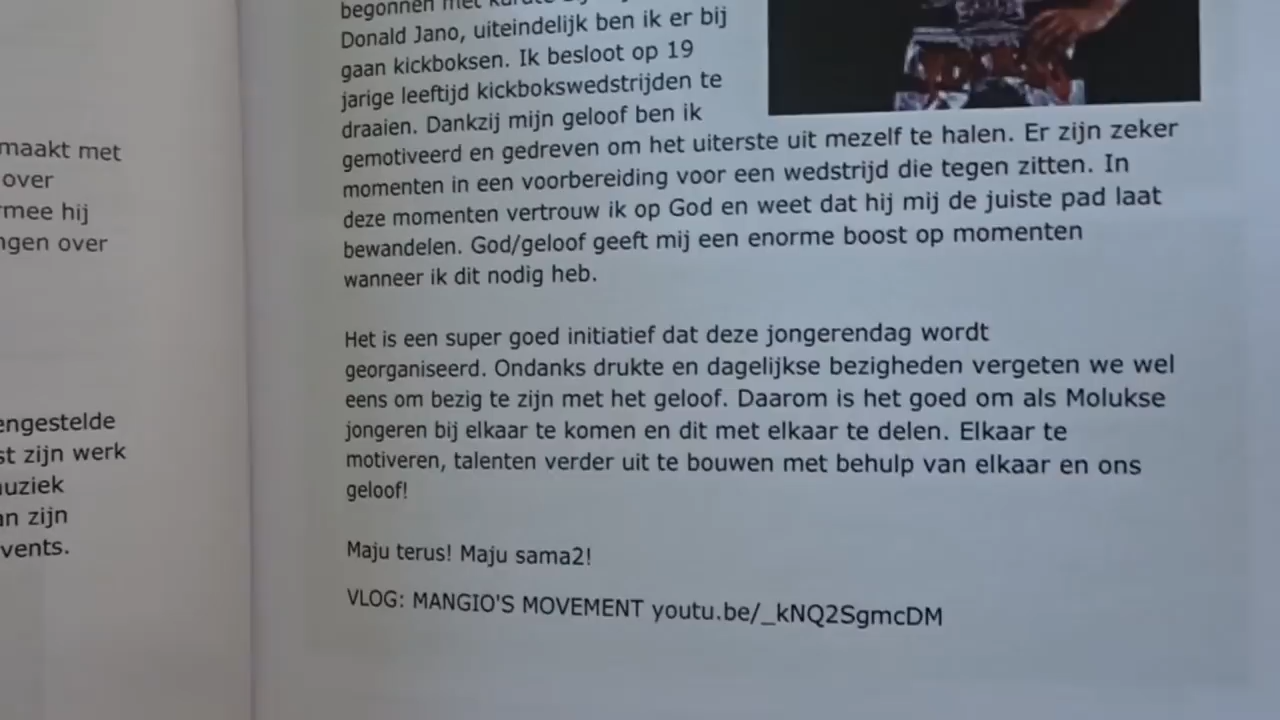 maakt met
over
mee hij
ngen over
engestelde
st zijn werk
muziek
an zijn
vents.
begonnen met
Donald Jano, uiteindelijk ben ik er bij
gaan kickboksen. Ik besloot op 19
jarige leeftijd kickbokswedstrijden te
draaien. Dankzij mijn geloof ben ik
gemotiveerd en gedreven om het uiterste uit mezelf te halen. Er zijn zeker
momenten in een voorbereiding voor een wedstrijd die tegen zitten. In
deze momenten vertrouw ik op God en weet dat hij mij de juiste pad laat
bewandelen. God/geloof geeft mij een enorme boost op momenten
wanneer ik dit nodig heb.
Het is een super goed initiatief dat deze jongerendag wordt
georganiseerd. Ondanks drukte en dagelijkse bezigheden vergeten we wel
eens om bezig te zijn met het geloof. Daarom is het goed om als Molukse
jongeren bij elkaar te komen en dit met elkaar te delen. Elkaar te
motiveren, talenten verder uit te bouwen met behulp van elkaar en ons
geloof!
Maju terus! Maju sama2!
VLOG: MANGIO'S MOVEMENT youtu.be/_kNQ2SgmcDM